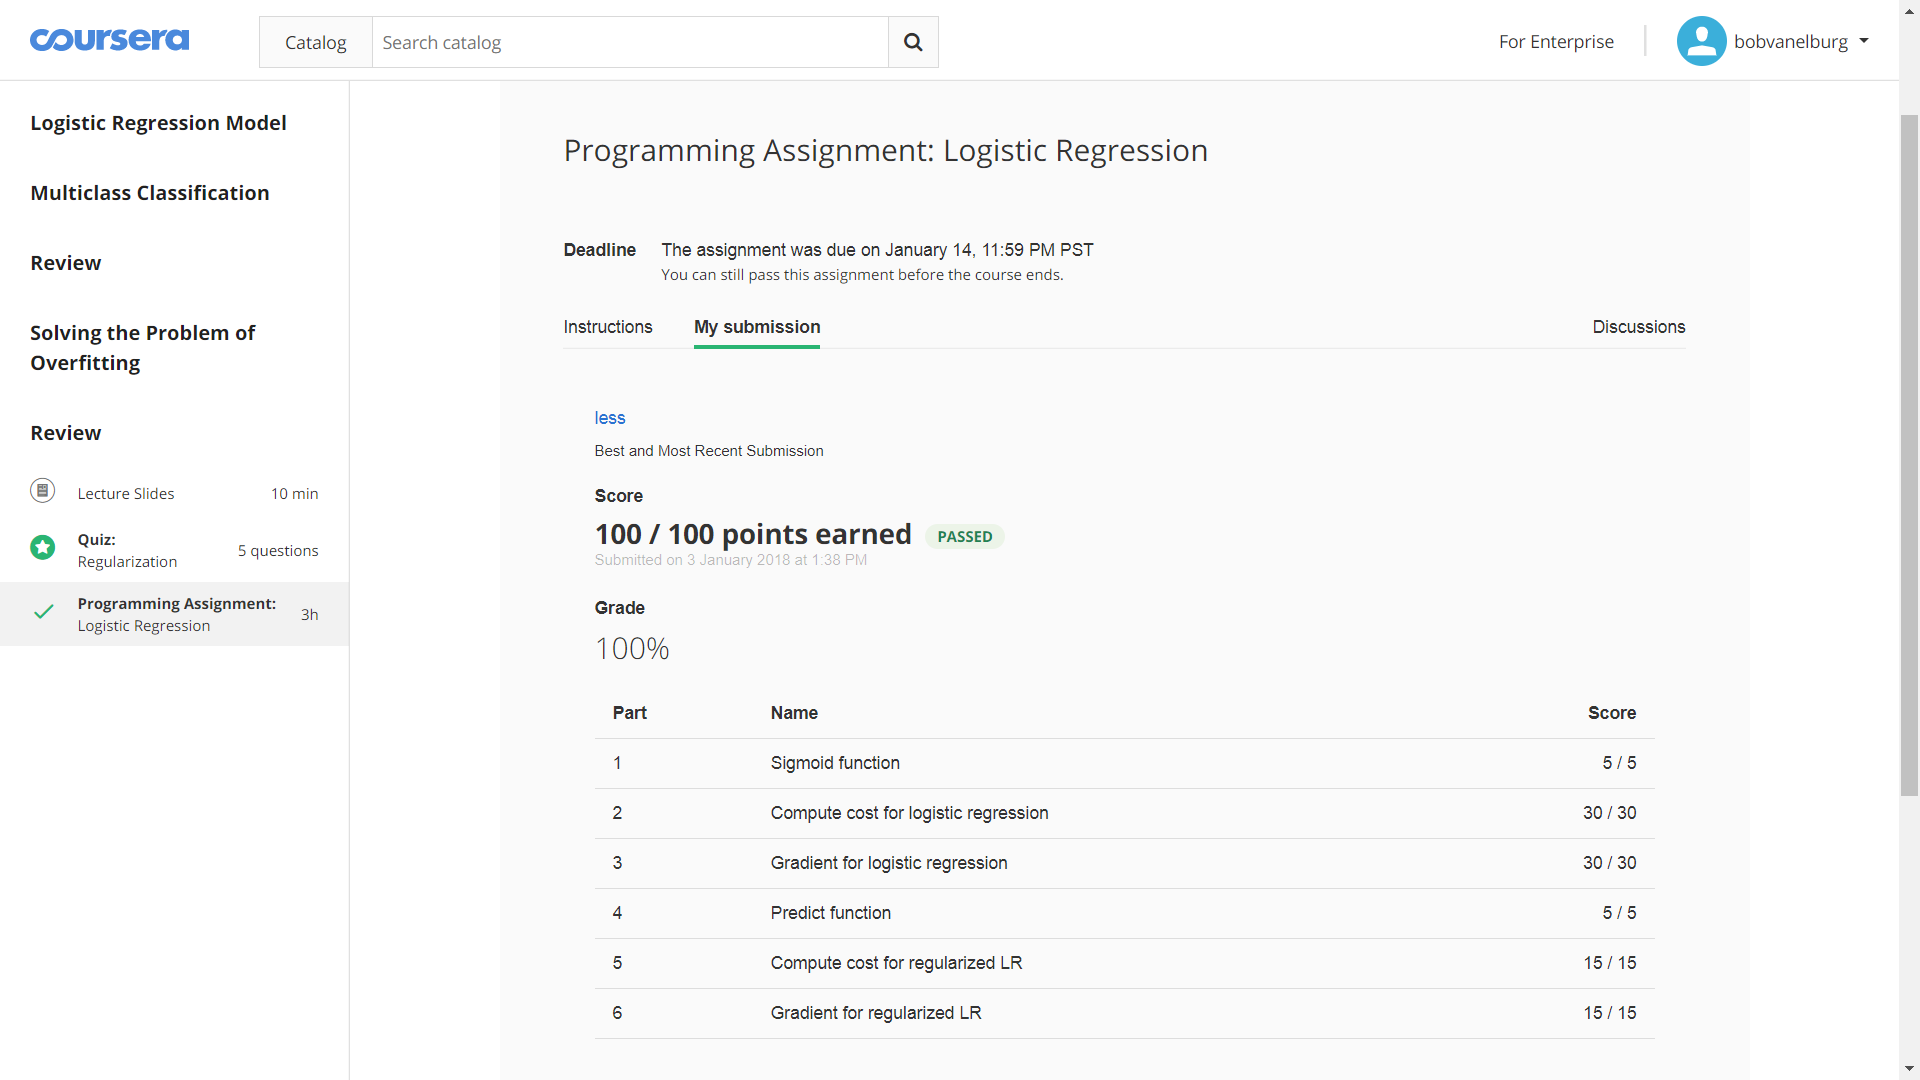 coursera
Catalog
Search catalog
For Enterprise
bobvanelburg
Logistic Regression Model
Multiclass Classification
Review
Solving the Problem of
Overfitting
Review
Lecture Slides 10 min
Quiz:
Regularization 5 questions
Programming Assignment:
Logistic Regression 3h
Programming Assignment: Logistic Regression
Deadline The assignment was due on January 14, 11:59 PM PST
You can still pass this assignment before the course ends.
Instructions My submission Discussions
less
Best and Most Recent Submission
Score
100 / 100 points earned PASSED
Submitted on 3 January 2018 at 1:38 PM
Grade
100%
Part Name Score
1 Sigmoid function 5 / 5
2 Compute cost for logistic regression 30 / 30
3 Gradient for logistic regression 30 / 30
4 Predict function 5 / 5
5 Compute cost for regularized LR 15 / 15
6 Gradient for regularized LR 15 / 15